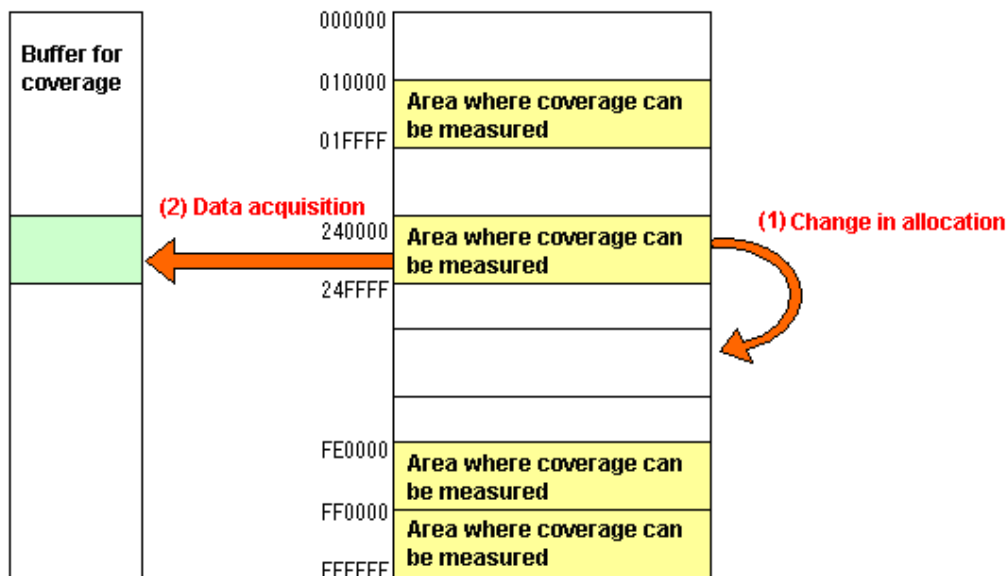 Buffer for
coverage
000000
010000
Area where coverage can
be measured
01FFFF
(2) Data acquisition
240000
Area where coverage can
be measured
24FFFF
(1) Change in allocation
FE0000
Area where coverage can
be measured
FF0000
Area where coverage can
be measured
FFFFFF